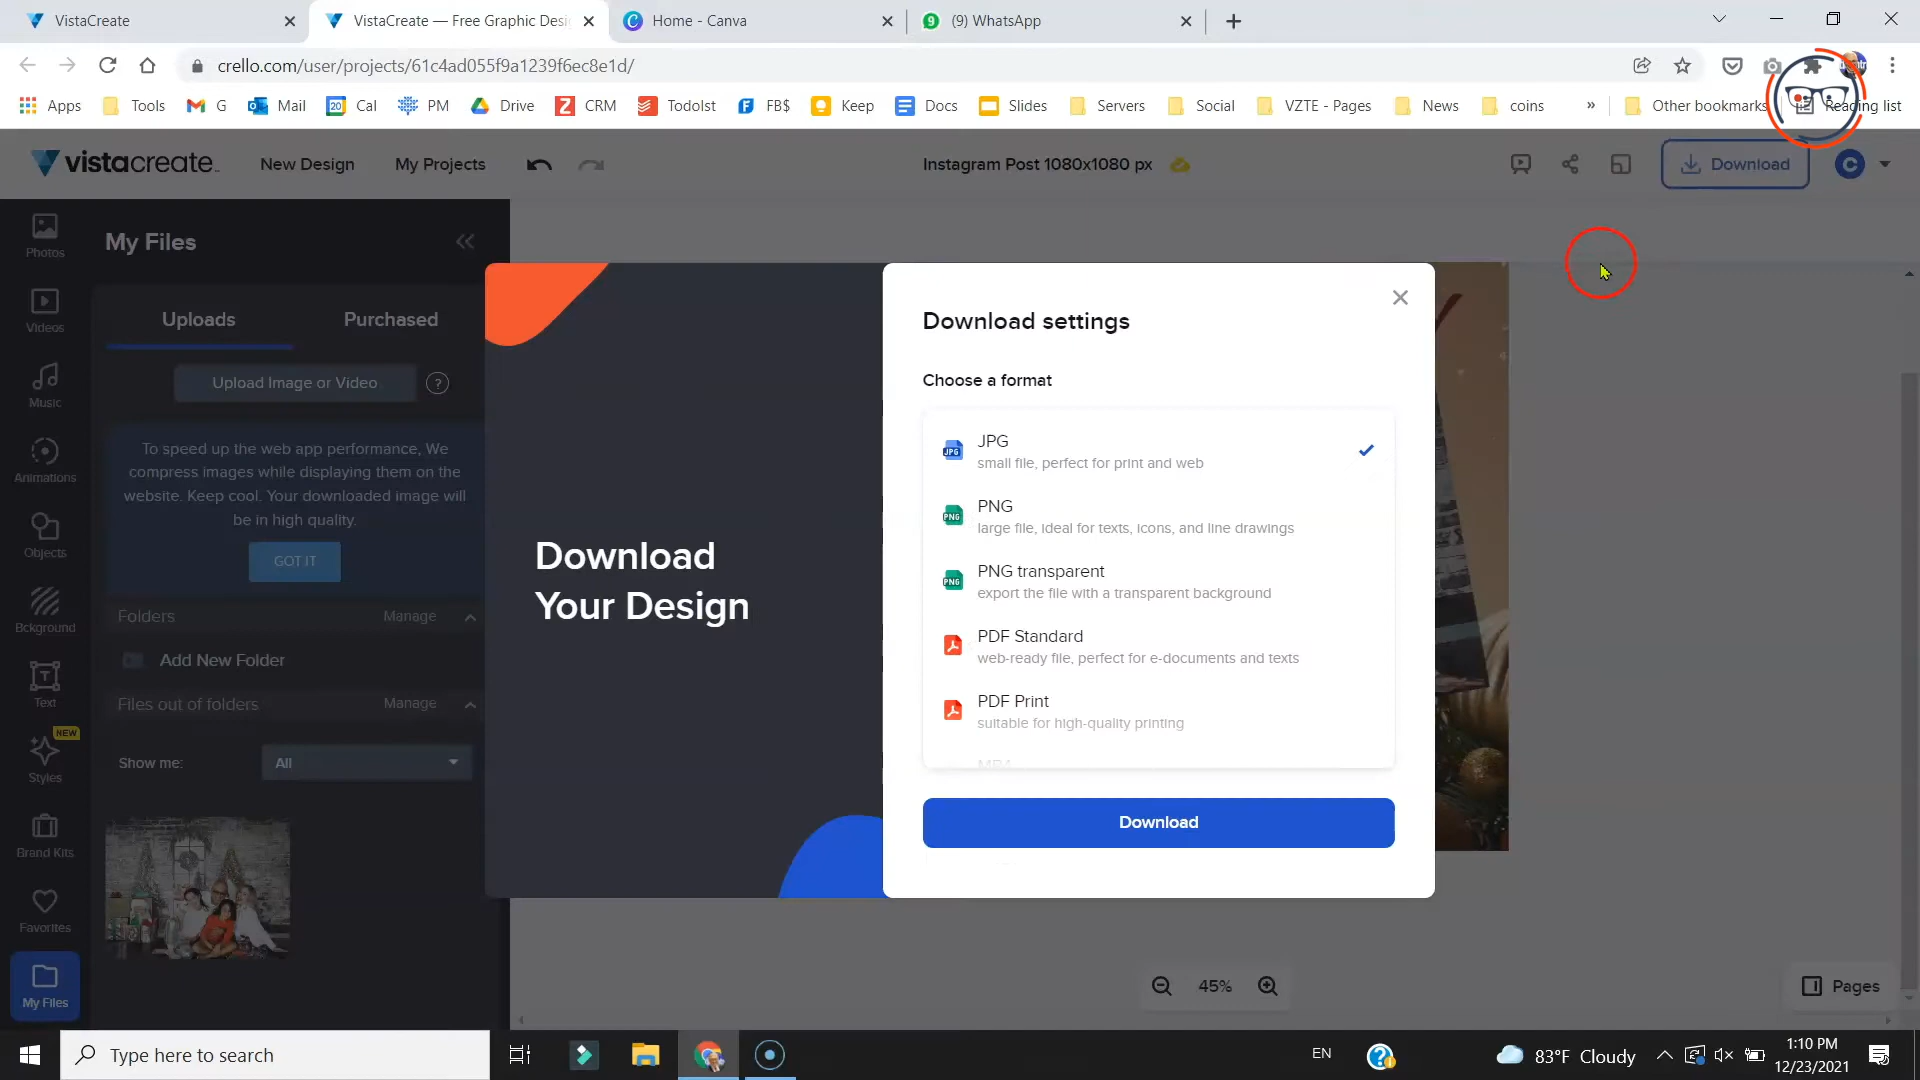 VistaCreate
VistaCreate — Free Graphic Desi
Home - Canva
(9) WhatsApp
crello.com/user/projects/61c4ad055f9a1239f6ec8e1d/
Apps
Tools
G
Mail
Cal
PM
Drive
CRM
TodoIst
FB$
Keep
Docs
Slides
Servers
Social
VZTE - Pages
News
coins
»
Other bookmarks
Reading list
vistacreate
New Design
My Projects
Instagram Post 1080x1080 px
Download
C
Photos
Videos
Music
Animations
Objects
Bckground
Text
NEW
Styles
Brand Kits
Favorites
My Files
My Files
Uploads
Purchased
Upload Image or Video
?
To speed up the web app performance, We
compress images while displaying them on the
website. Keep cool. Your downloaded image will
be in high quality.
GOT IT
Folders
Manage
Add New Folder
Files out of folders
Manage
Show me:
All
Download
Your Design
Download settings
Choose a format
JPG
JPG
small file, perfect for print and web
PNG
PNG
large file, ideal for texts, icons, and line drawings
PNG
PNG transparent
export the file with a transparent background
PDF Standard
web-ready file, perfect for e-documents and texts
PDF Print
suitable for high-quality printing
MP4
Download
45%
Pages
Type here to search
EN
83°F Cloudy
1:10 PM
12/23/2021